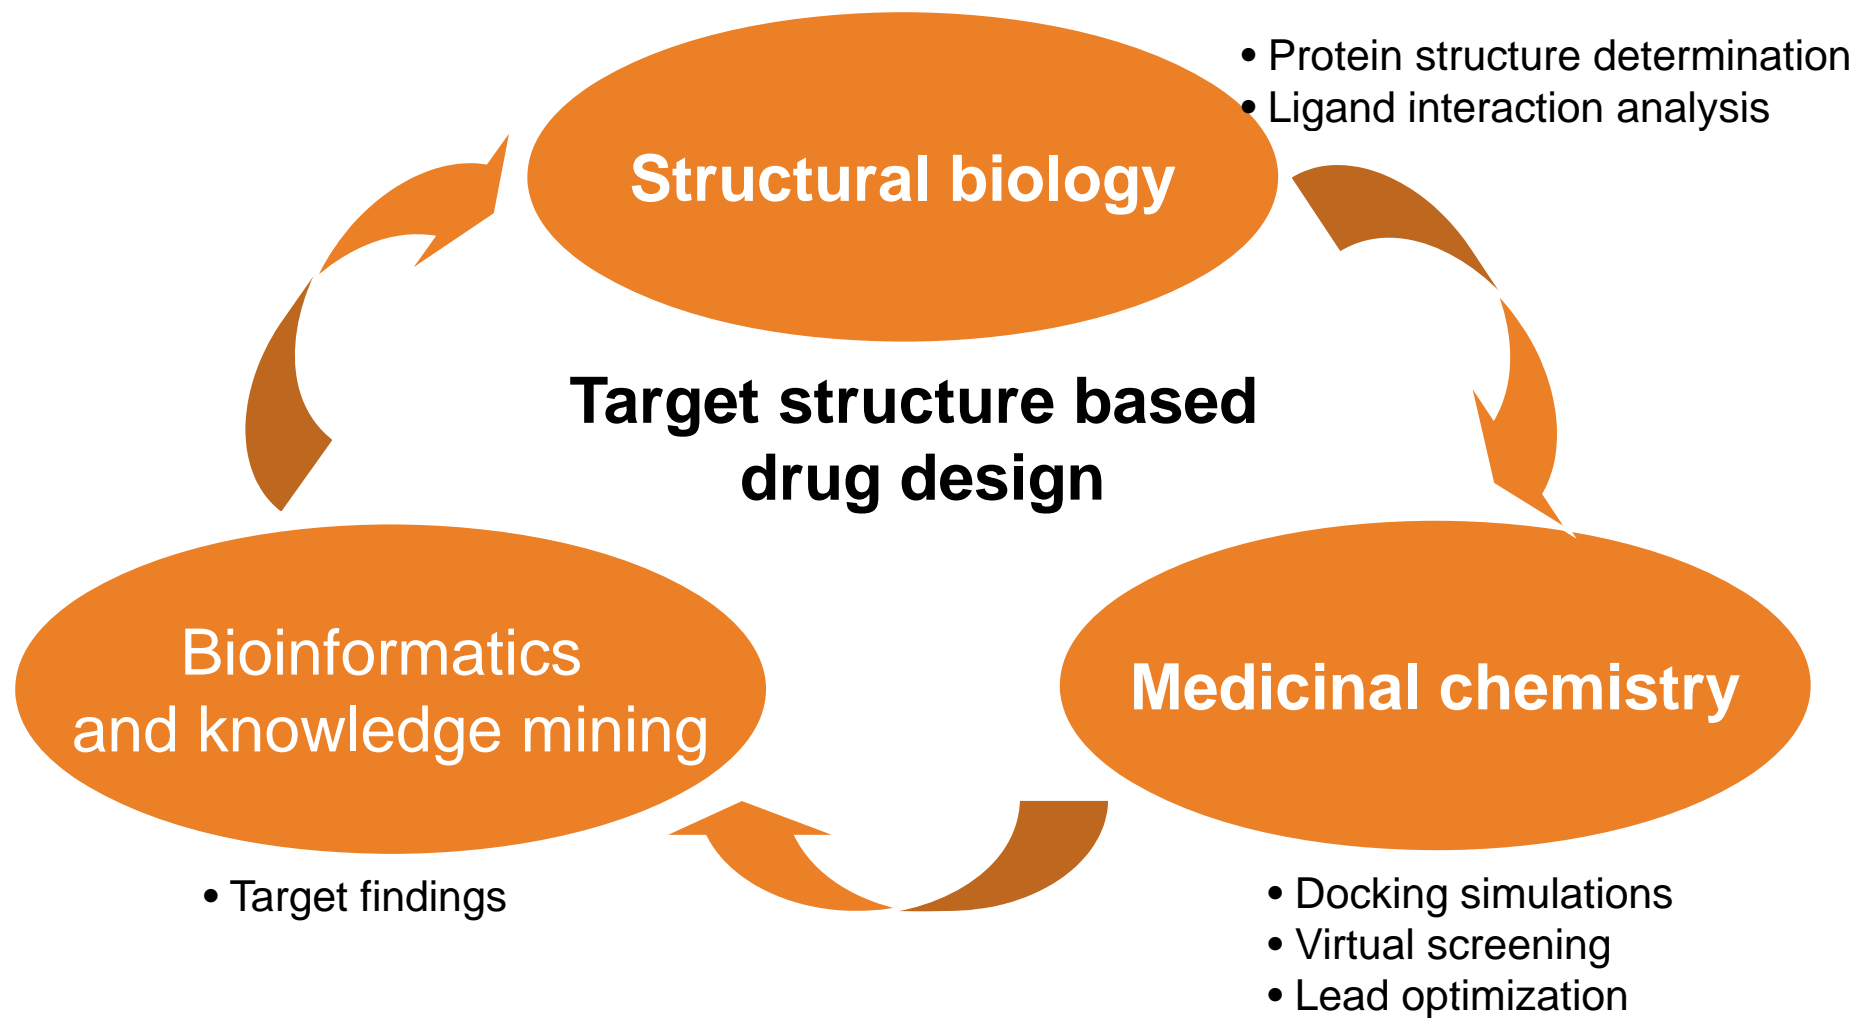 • Protein structure determination
• Ligand interaction analysis
Structural biology
Target structure based
drug design
Bioinformatics
and knowledge mining
Medicinal chemistry
• Target findings
• Docking simulations
• Virtual screening
• Lead optimization